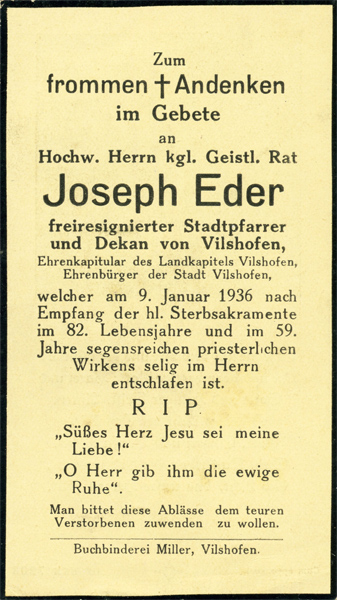 Zum
frommen † Andenken
im Gebete
an
Hochw. Herrn kgl. Geistl. Rat
Joseph Eder
freiresignierter Stadtpfarrer
und Dekan von Vilshofen,
Ehrenkapitular des Landkapitels Vilshofen,
Ehrenbürger der Stadt Vilshofen,
welcher am 9. Januar 1936 nach
Empfang der hl. Sterbsakramente
im 82. Lebensjahre und im 59.
Jahre segensreichen priesterlichen
Wirkens selig im Herrn
entschlafen ist.
R I P
„Süßes Herz Jesu sei meine
Liebe!"
„O Herr gib ihm die ewige
Ruhe".
Man bittet diese Ablässe dem teuren
Verstorbenen zuwenden zu wollen.
Buchbinderei Miller, Vilshofen.